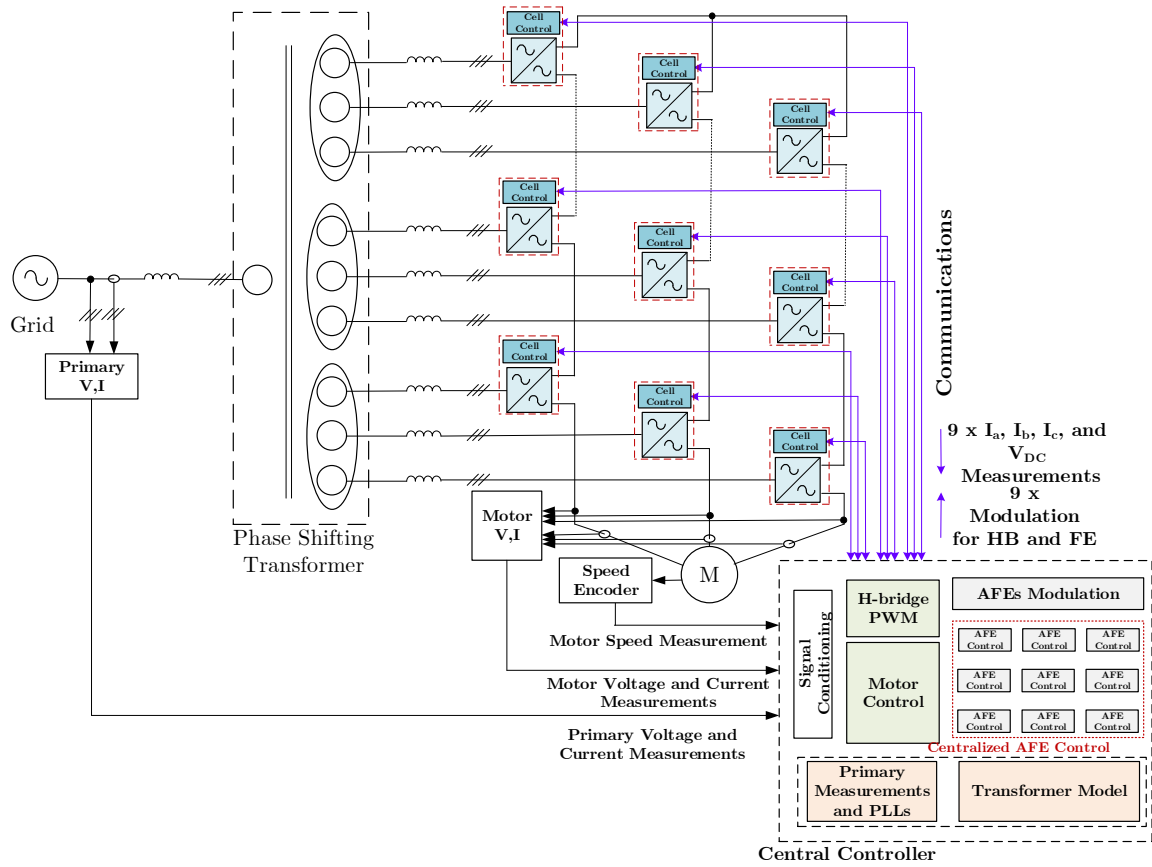 Cell
Control
Cell
Control
Cell
Control
Cell
Control
Cell
Control
Cell
Control
Cell
Control
Cell
Control
Cell
Control
Grid
Primary
V,I
Phase Shifting
Transformer
Motor
V,I
Speed
Encoder
M
Communications
9 x I_a, I_b, I_c, and
V_DC
Measurements
9 x
Modulation
for HB and FE
Motor Speed Measurement
Motor Voltage and Current
Measurements
Primary Voltage and
Current Measurements
Signal
Conditioning
H-bridge
PWM
Motor
Control
AFEs Modulation
AFE
Control
AFE
Control
AFE
Control
AFE
Control
AFE
Control
AFE
Control
AFE
Control
AFE
Control
AFE
Control
Centralized AFE Control
Primary
Measurements
and PLLs
Transformer Model
Central Controller